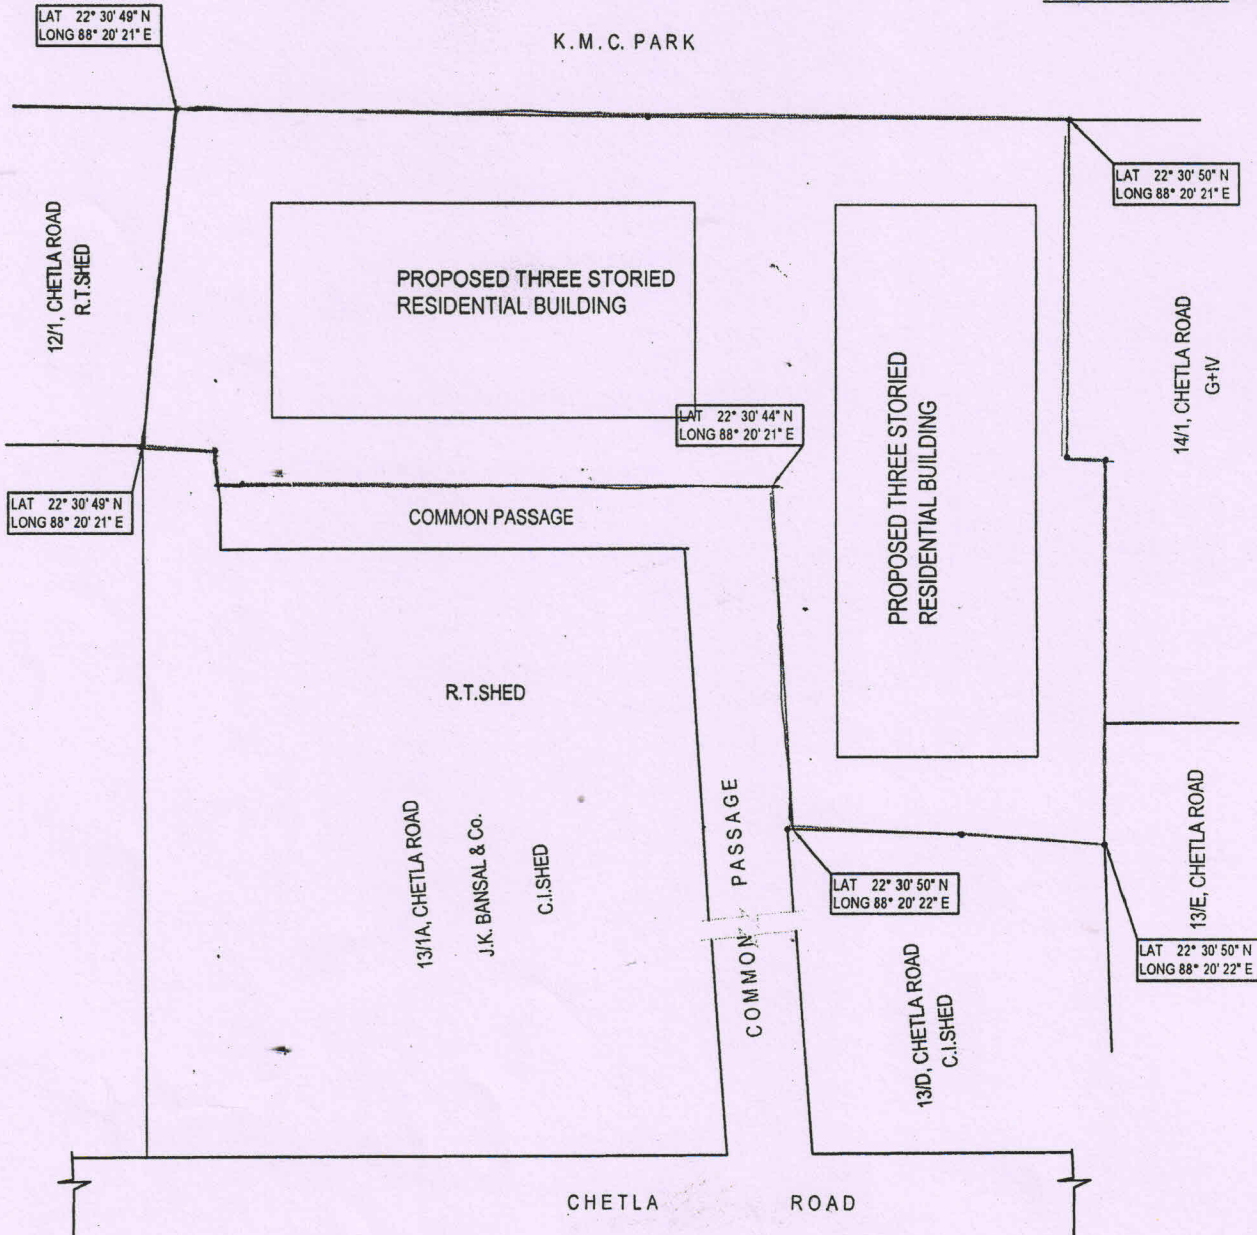 LAT 22° 30' 49" N
LONG 88° 20' 21" E
K.M.C. PARK
LAT 22° 30' 50" N
LONG 88° 20' 21" E
12/1, CHETLA ROAD
R.T.SHED
PROPOSED THREE STORIED
RESIDENTIAL BUILDING
14/1, CHETLA ROAD
G+IV
PROPOSED THREE STORIED
RESIDENTIAL BUILDING
LAT 22° 30' 44" N
LONG 88° 20' 21" E
LAT 22° 30' 49" N
LONG 88° 20' 21" E
COMMON PASSAGE
R.T.SHED
13/1A, CHETLA ROAD
J.K. BANSAL & Co.
C.I.SHED
COMMON PASSAGE
LAT 22° 30' 50" N
LONG 88° 20' 22" E
13/E, CHETLA ROAD
LAT 22° 30' 50" N
LONG 88° 20' 22" E
13/D, CHETLA ROAD
C.I.SHED
CHETLA ROAD